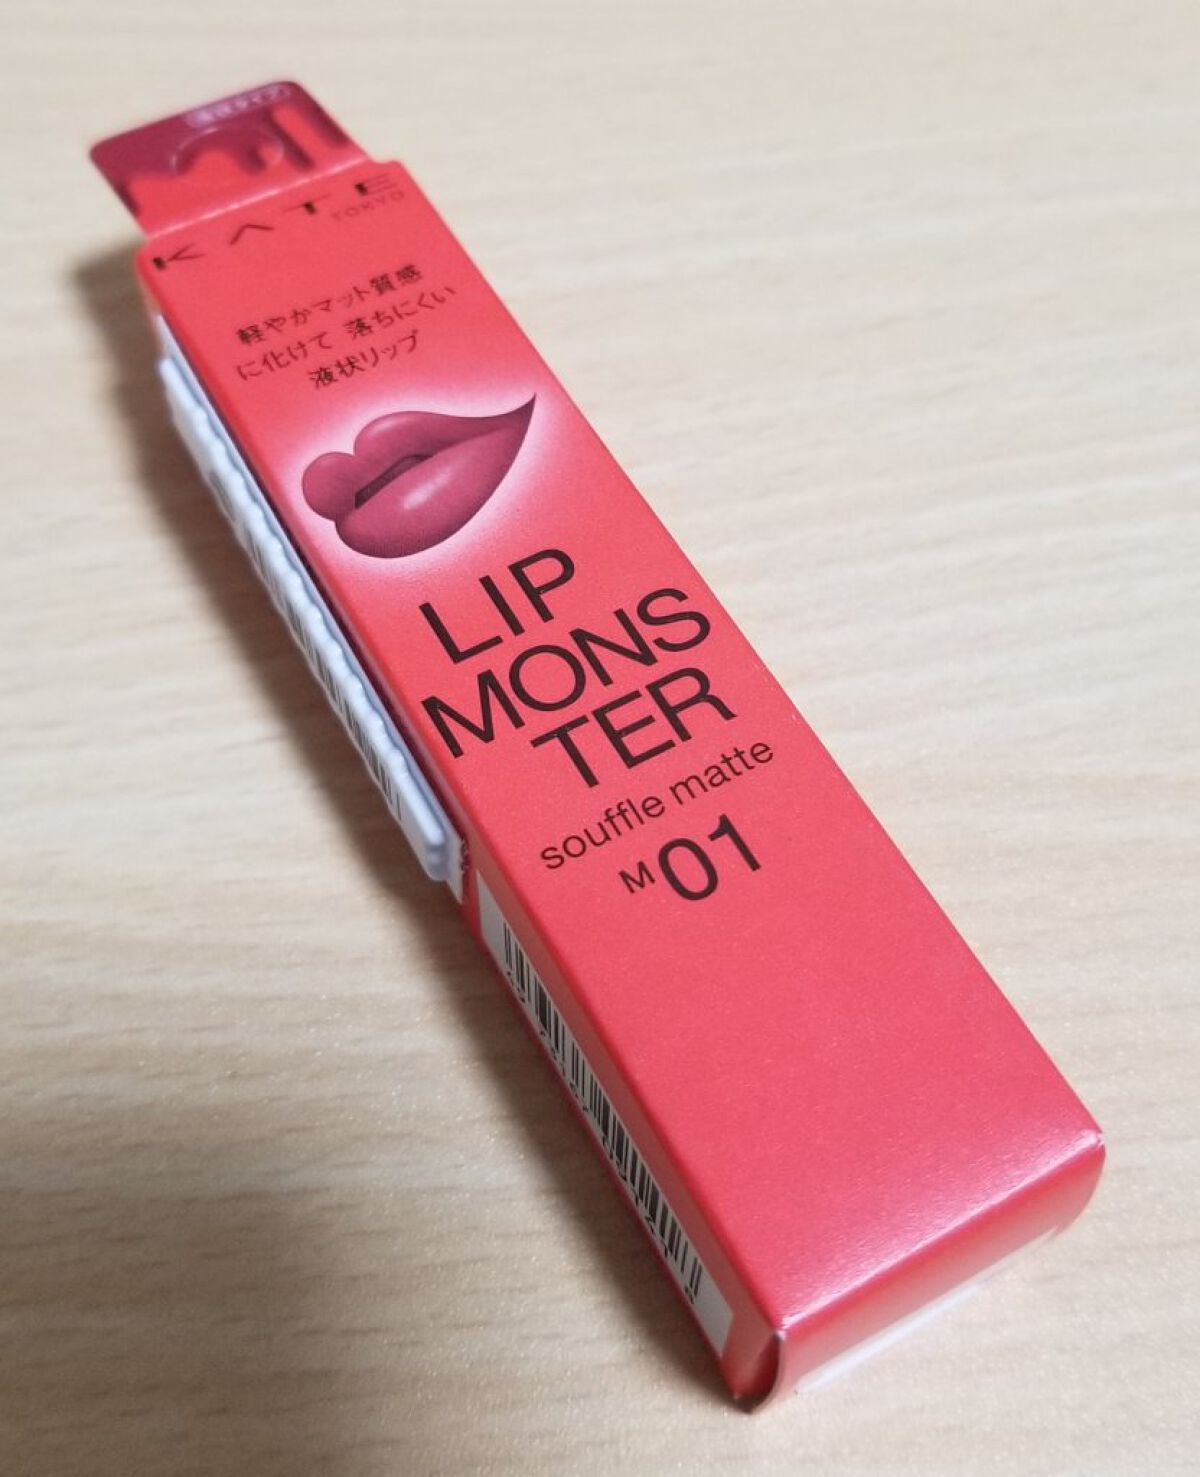 KATE
TOKYO
軽やかマット質感
に化けて 落ちにくい
液状リップ
LIP
MONS
TER
souffle matte
M01